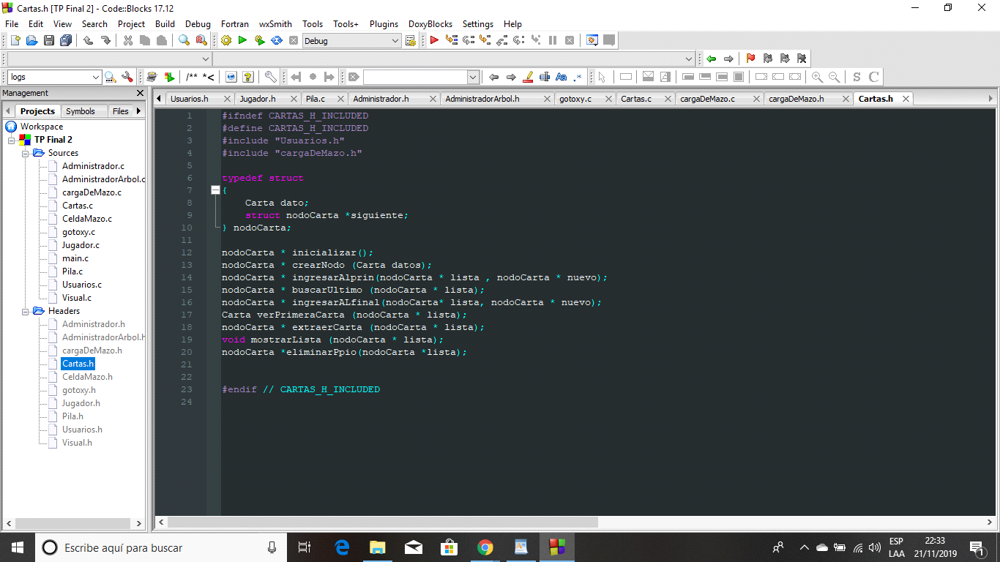 Cartas.h [TP Final 2] - Code::Blocks 17.12
File Edit View Search Project Build Debug Fortran wxSmith Tools Tools+ Plugins DoxyBlocks Settings Help
Debug
logs
/** *<
Aa .*
S C
Management
Projects Symbols Files
Workspace
TP Final 2
Sources
Administrador.c
AdministradorArbol.c
cargaDeMazo.c
Cartas.c
CeldaMazo.c
gotoxy.c
Jugador.c
main.c
Pila.c
Usuarios.c
Visual.c
Headers
Administrador.h
AdministradorArbol.h
cargaDeMazo.h
Cartas.h
CeldaMazo.h
gotoxy.h
Jugador.h
Pila.h
Usuarios.h
Visual.h
Usuarios.h Jugador.h Pila.c Administrador.h AdministradorArbol.h gotoxy.c Cartas.c cargaDeMazo.c cargaDeMazo.h Cartas.h
1 #ifndef CARTAS_H_INCLUDED
2 #define CARTAS_H_INCLUDED
3 #include "Usuarios.h"
4 #include "cargaDeMazo.h"
5
6 typedef struct
7 {
8 Carta dato;
9 struct nodoCarta *siguiente;
10 } nodoCarta;
11
12 nodoCarta * inicializar();
13 nodoCarta * crearNodo (Carta datos);
14 nodoCarta * ingresarAlprin(nodoCarta * lista , nodoCarta * nuevo);
15 nodoCarta * buscarUltimo (nodoCarta * lista);
16 nodoCarta * ingresarALfinal(nodoCarta* lista, nodoCarta * nuevo);
17 Carta verPrimeraCarta (nodoCarta * lista);
18 nodoCarta * extraerCarta (nodoCarta * lista);
19 void mostrarLista (nodoCarta * lista);
20 nodoCarta *eliminarPpio(nodoCarta *lista);
21
22
23 #endif // CARTAS_H_INCLUDED
24
Escribe aquí para buscar
ESP
LAA
22:33
21/11/2019
1